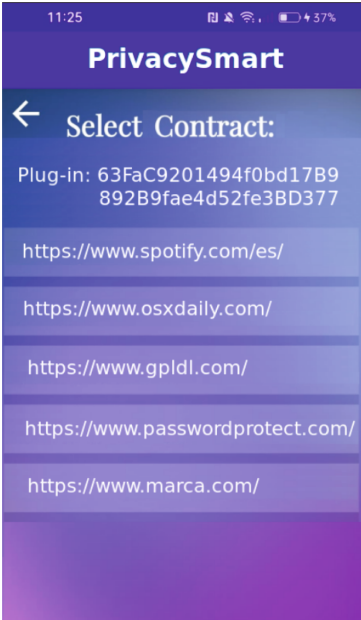 11:25 37%
PrivacySmart
Select Contract:
Plug-in: 63FaC9201494f0bd17B9
892B9fae4d52fe3BD377
https://www.spotify.com/es/
https://www.osxdaily.com/
https://www.gpldl.com/
https://www.passwordprotect.com/
https://www.marca.com/